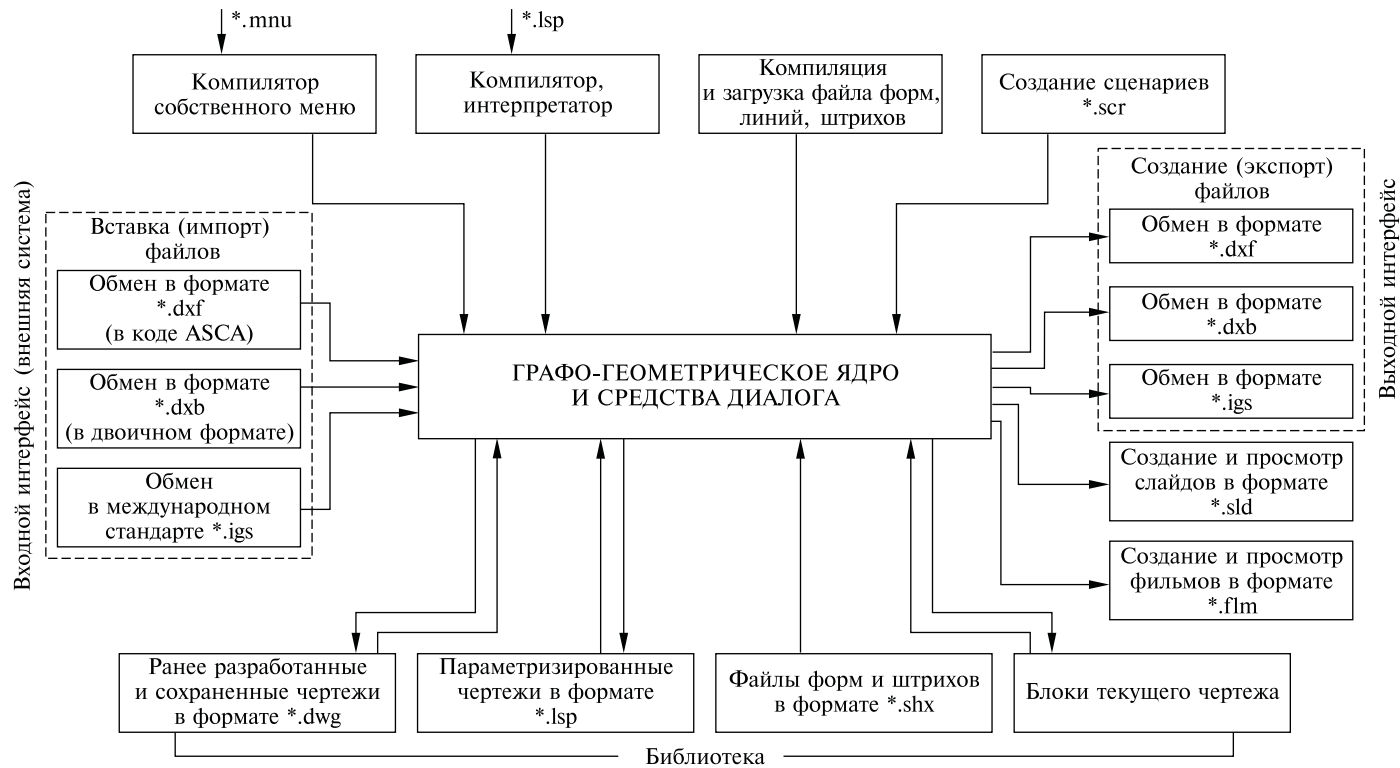 *.mnu
*.lsp
Компилятор
собственного меню
Компилятор,
интерпретатор
Компиляция
и загрузка файла форм,
линий, штрихов
Создание сценариев
*.scr
Входной интерфейс (внешняя система)
Вставка (импорт)
файлов
Обмен в формате
*.dxf
(в коде ASCA)
Обмен в формате
*.dxb
(в двоичном формате)
Обмен
в международном
стандарте *.igs
ГРАФО-ГЕОМЕТРИЧЕСКОЕ ЯДРО
И СРЕДСТВА ДИАЛОГА
Создание (экспорт)
файлов
Обмен в формате
*.dxf
Обмен в формате
*.dxb
Обмен в формате
*.igs
Выходной интерфейс
Создание и просмотр
слайдов в формате
*.sld
Создание и просмотр
фильмов в формате
*.flm
Ранее разработанные
и сохраненные чертежи
в формате *.dwg
Параметризированные
чертежи в формате
*.lsp
Файлы форм и штрихов
в формате *.shx
Блоки текущего чертежа
Библиотека